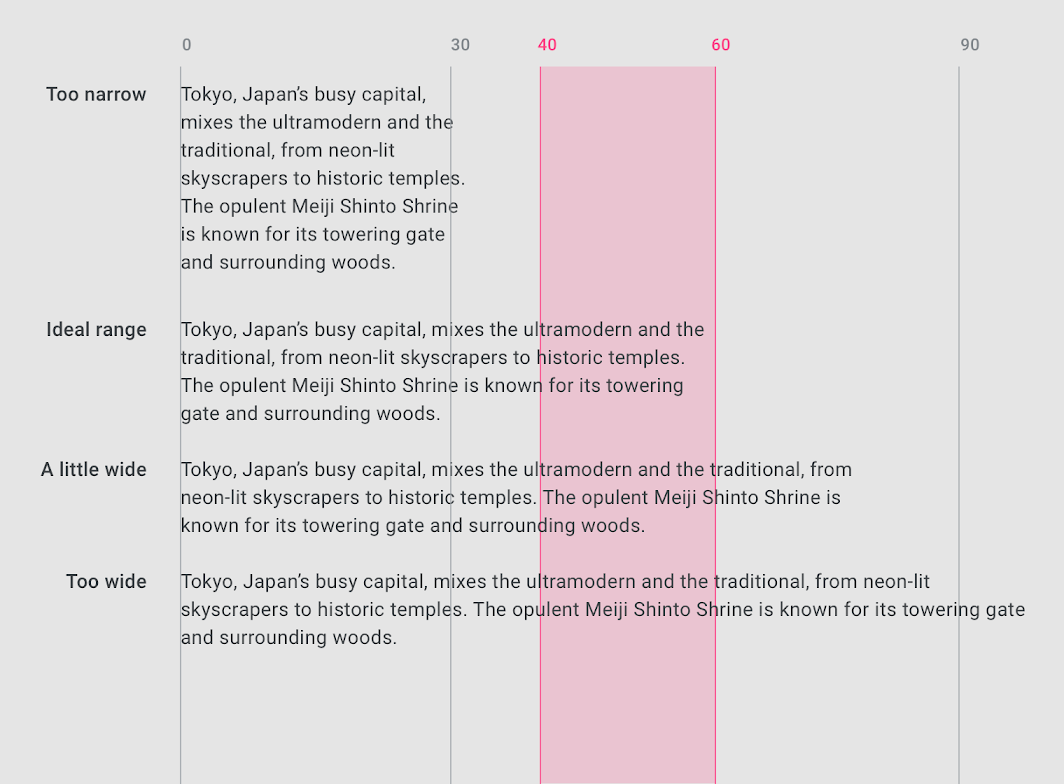 0 30 40 60 90
Too narrow Tokyo, Japan’s busy capital,
mixes the ultramodern and the
traditional, from neon-lit
skyscrapers to historic temples.
The opulent Meiji Shinto Shrine
is known for its towering gate
and surrounding woods.
Ideal range Tokyo, Japan’s busy capital, mixes the ultramodern and the
traditional, from neon-lit skyscrapers to historic temples.
The opulent Meiji Shinto Shrine is known for its towering
gate and surrounding woods.
A little wide Tokyo, Japan’s busy capital, mixes the ultramodern and the traditional, from
neon-lit skyscrapers to historic temples. The opulent Meiji Shinto Shrine is
known for its towering gate and surrounding woods.
Too wide Tokyo, Japan’s busy capital, mixes the ultramodern and the traditional, from neon-lit
skyscrapers to historic temples. The opulent Meiji Shinto Shrine is known for its towering gate
and surrounding woods.